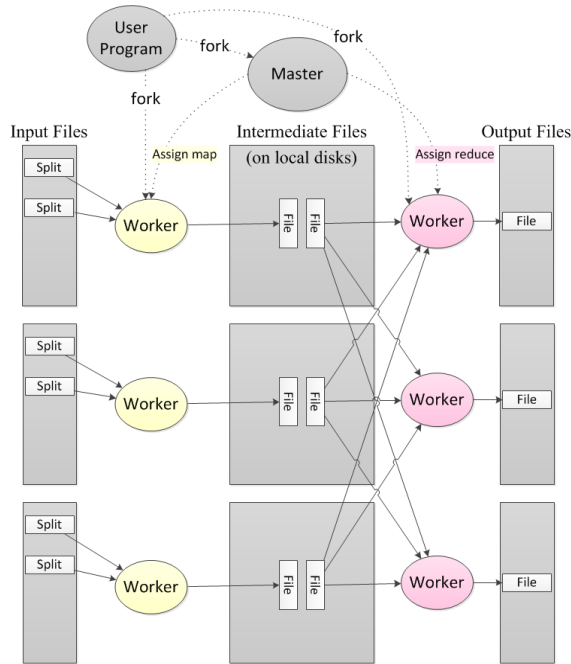 User
Program
fork
fork
fork
Master
Input Files
Assign map
Intermediate Files
(on local disks)
Assign reduce
Output Files
Split
Split
Worker
File
File
Worker
File
Split
Split
Worker
File
File
Worker
File
Split
Split
Worker
File
File
Worker
File